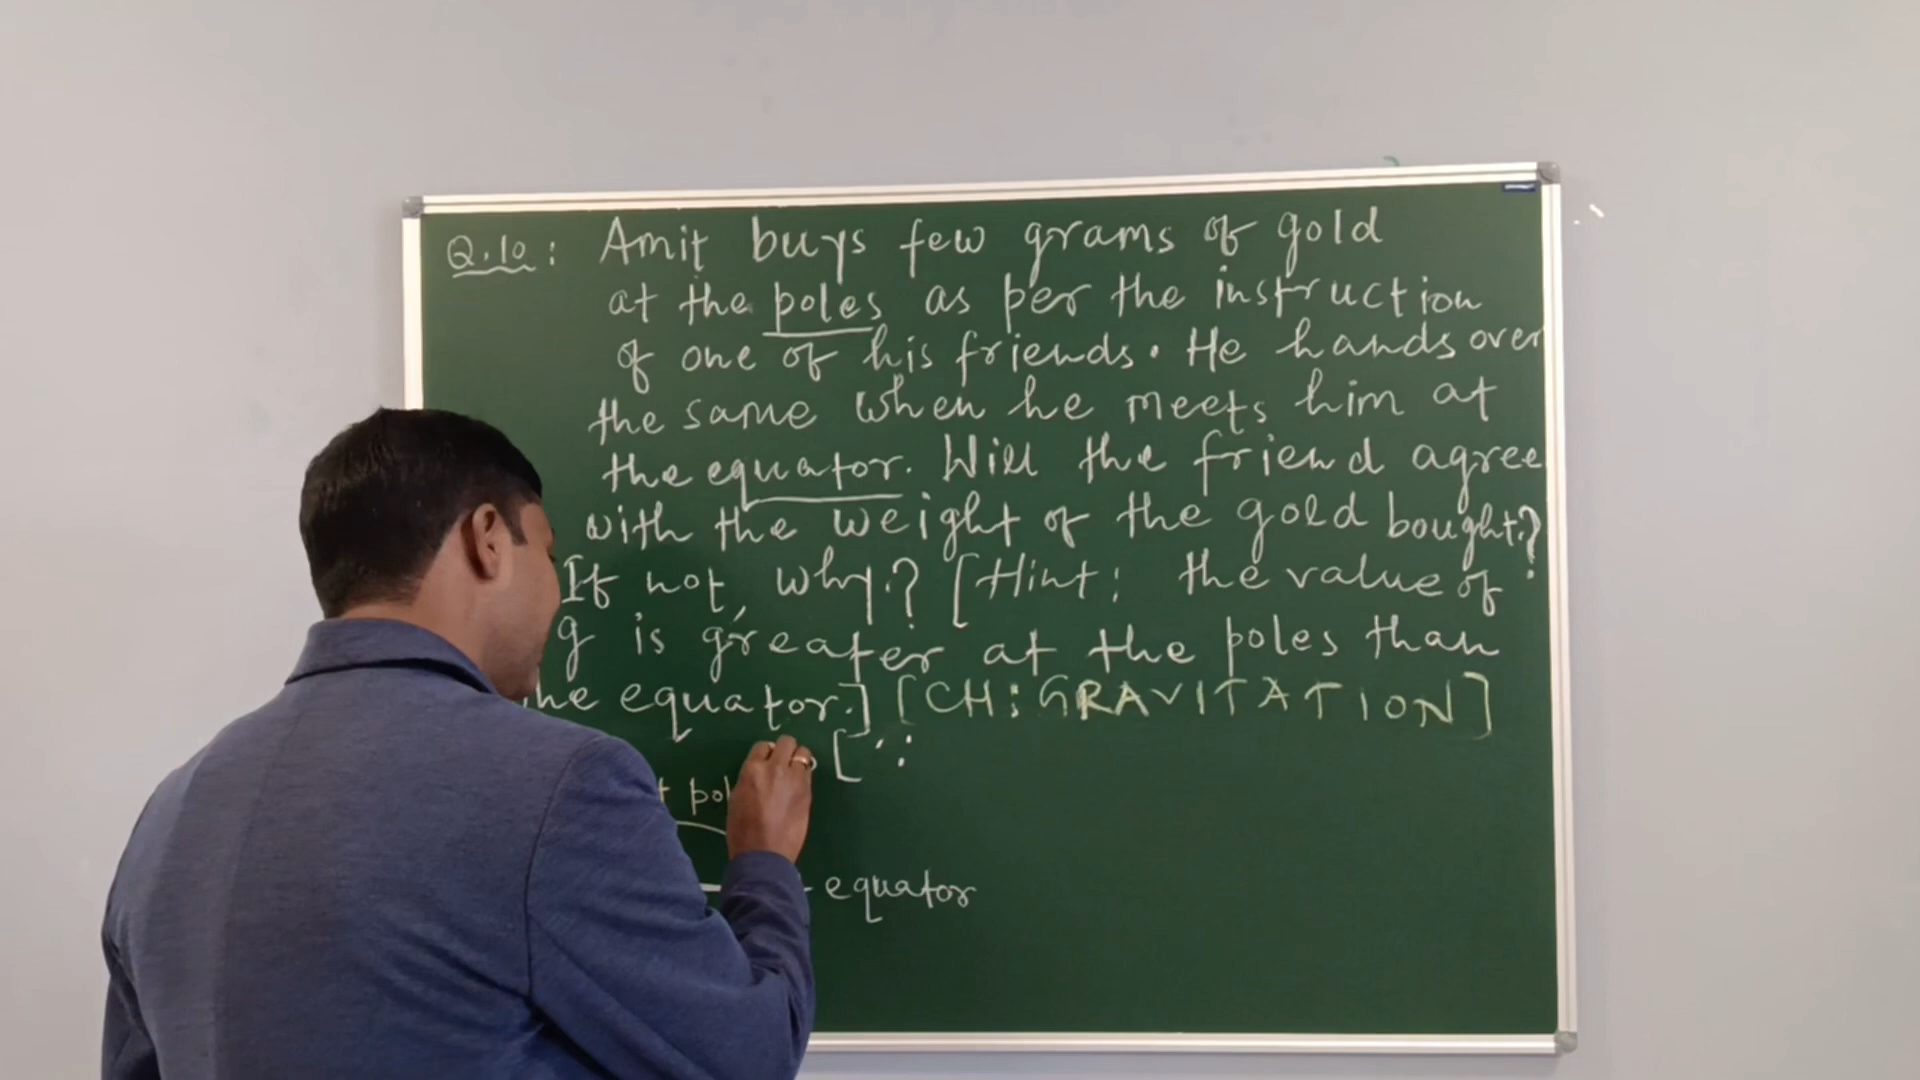 Q.10: Amit buys few grams of gold
at the poles as per the instruction
of one of his friends. He hands over
the same when he meets him at
the equator. Will the friend agree
with the weight of the gold bought?
If not, why? [Hint: the value of
g is greater at the poles than
the equator.] [CH: GRAVITATION]
[∵
equator